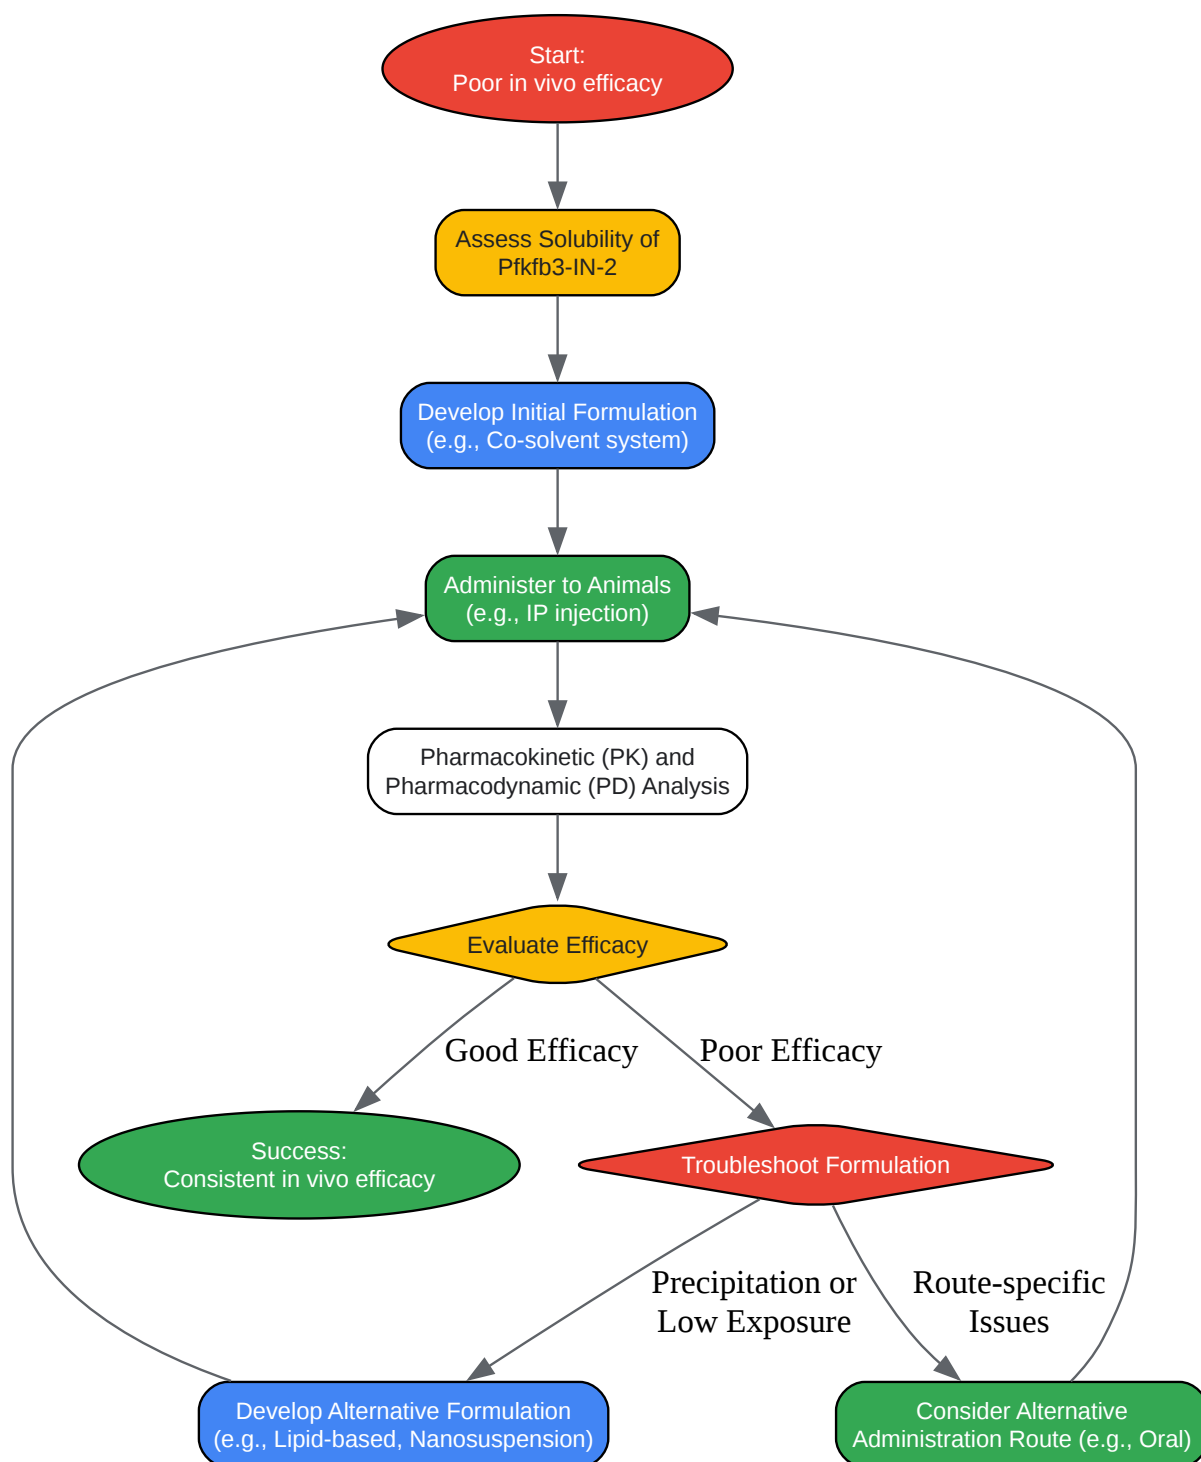 Start:
Poor in vivo efficacy
Assess Solubility of
Pfkfb3-IN-2
Develop Initial Formulation
(e.g., Co-solvent system)
Administer to Animals
(e.g., IP injection)
Pharmacokinetic (PK) and
Pharmacodynamic (PD) Analysis
Evaluate Efficacy
Good Efficacy
Poor Efficacy
Success:
Consistent in vivo efficacy
Troubleshoot Formulation
Precipitation or
Low Exposure
Route-specific
Issues
Develop Alternative Formulation
(e.g., Lipid-based, Nanosuspension)
Consider Alternative
Administration Route (e.g., Oral)